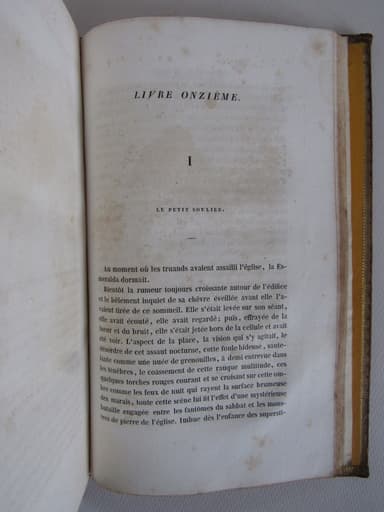 LIVRE ONZIÈME.
I
LE PETIT SOULIER.
Au moment où les truands avaient assailli l'église, la Es-
meralda dormait.
Bientôt la rumeur toujours croissante autour de l'édifice
et le bêlement inquiet de sa chèvre éveillée avant elle l'a-
vaient tirée de ce sommeil. Elle s'était levée sur son séant,
elle avait écouté, elle avait regardé; puis, effrayée de la
lueur et du bruit, elle s'était jetée hors de la cellule et avait
été voir. L'aspect de la place, la vision qui s'y agitait, le
désordre de cet assaut nocturne, cette foule hideuse, saute-
lante comme une nuée de grenouilles, à demi entrevue dans
les ténèbres, le coassement de cette rauque multitude, ces
quelques torches rouges courant et se croisant sur cette om-
bre comme les feux de nuit qui rayent la surface brumeuse
des marais, toute cette scène lui fit l'effet d'une mystérieuse
bataille engagée entre les fantômes du sabbat et les mons-
tres de pierre de l'église. Imbue dès l'enfance des supersti-